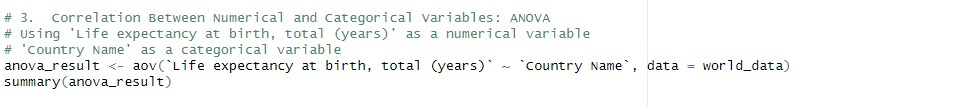 # 3.  Correlation Between Numerical and Categorical Variables: ANOVA
# Using 'Life expectancy at birth, total (years)' as a numerical variable
# 'Country Name' as a categorical variable
anova_result <- aov(`Life expectancy at birth, total (years)` ~ `Country Name`, data = world_data)
summary(anova_result)